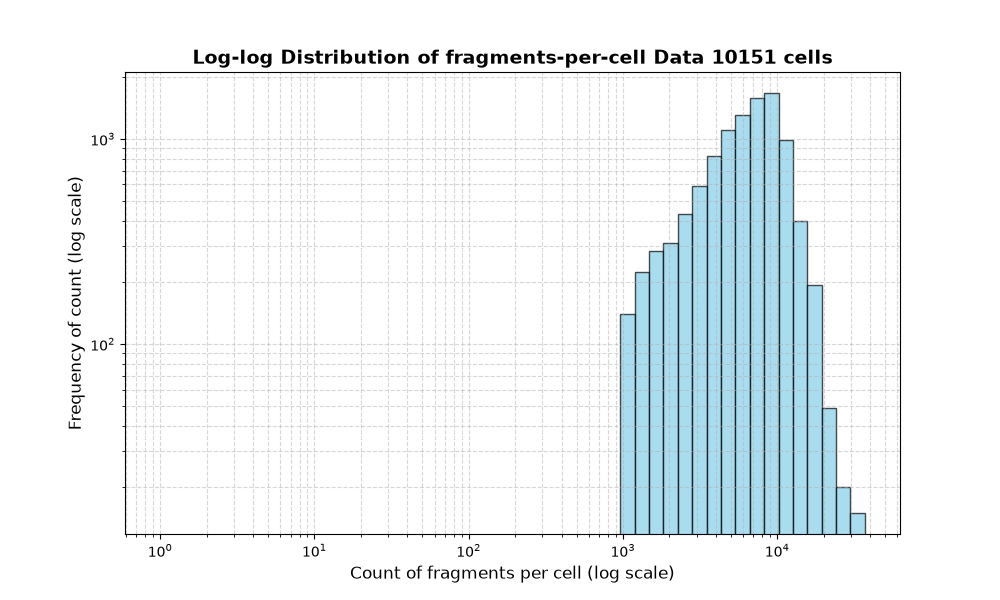 Log-log Distribution of fragments-per-cell Data 10151 cells
Frequency of count (log scale)
10³
10²
10⁰ 10¹ 10² 10³ 10⁴
Count of fragments per cell (log scale)